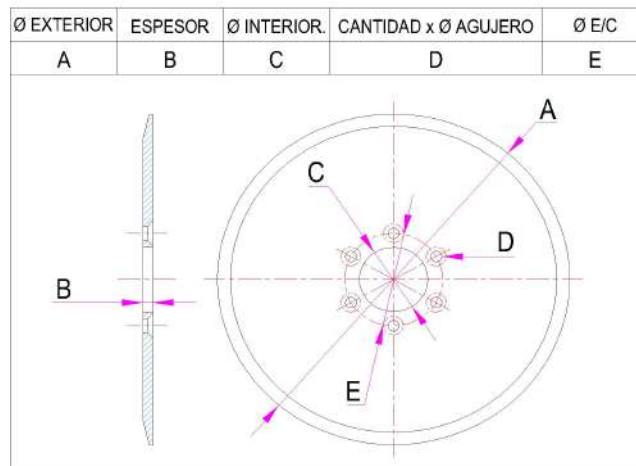 Ø EXTERIOR ESPESOR Ø INTERIOR. CANTIDAD x Ø AGUJERO Ø E/C
A B C D E
A
C
D
B
E